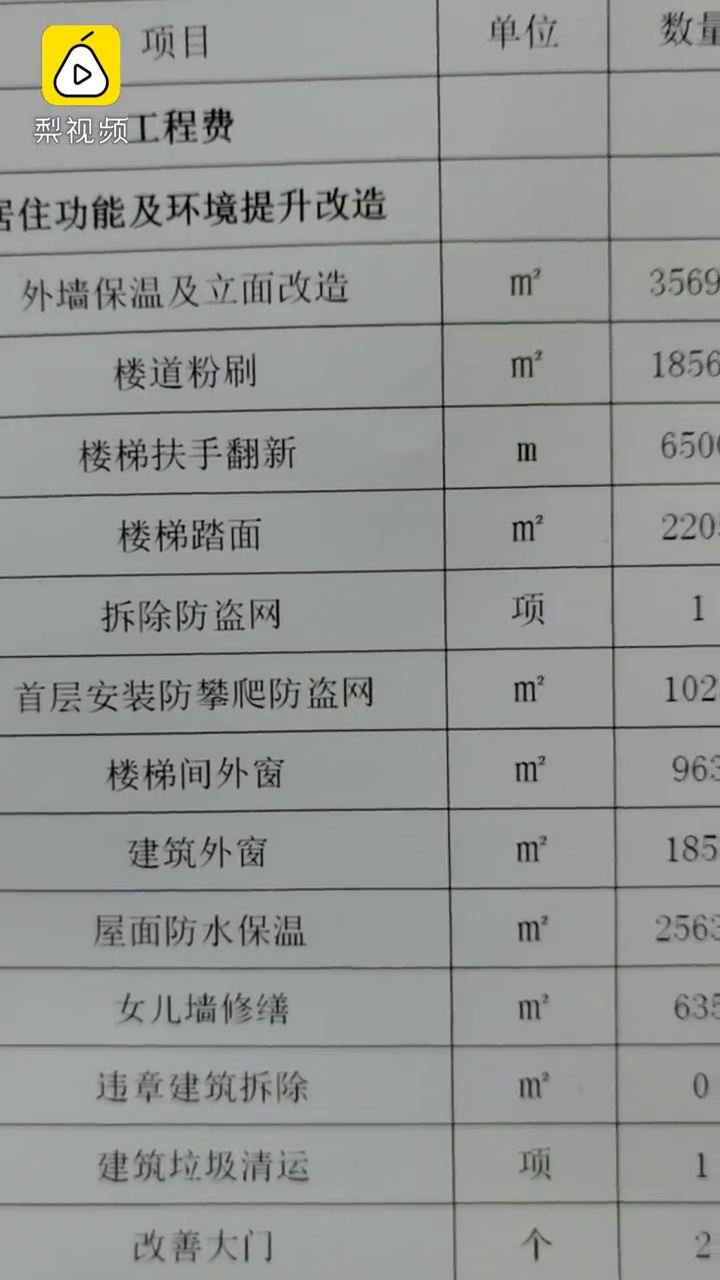 项目 单位 数量
梨视频
工程费
居住功能及环境提升改造
外墙保温及立面改造 m² 3569
楼道粉刷 m² 1856
楼梯扶手翻新 m 650
楼梯踏面 m² 220
拆除防盗网 项 1
首层安装防攀爬防盗网 m² 102
楼梯间外窗 m² 963
建筑外窗 m² 185
屋面防水保温 m² 2563
女儿墙修缮 m² 635
违章建筑拆除 m² 0
建筑垃圾清运 项 1
改善大门 个 2